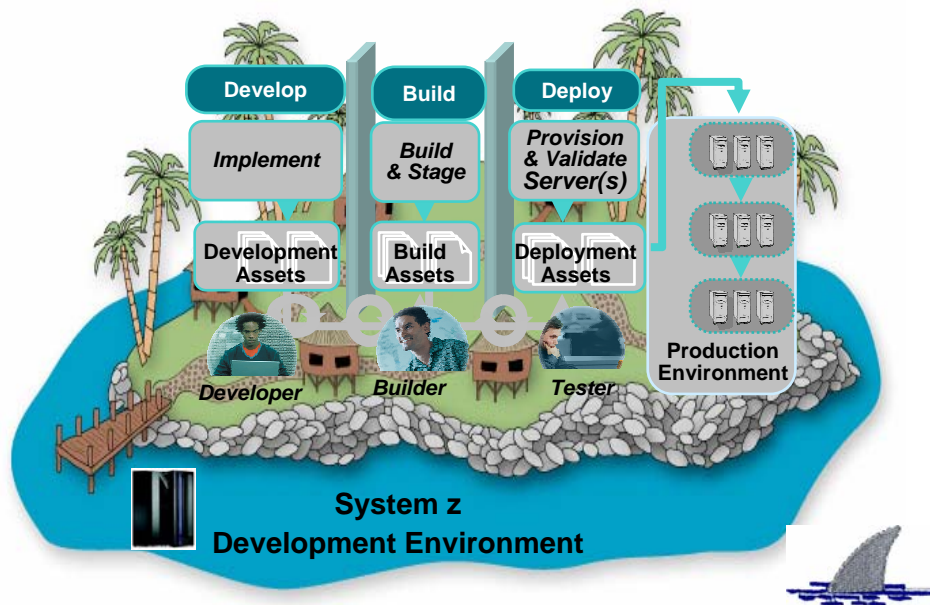 Develop
Build
Deploy
Implement
Build
& Stage
Provision
& Validate
Server(s)
Development
Assets
Build
Assets
Deployment
Assets
Production
Environment
Developer
Builder
Tester
System z
Development Environment